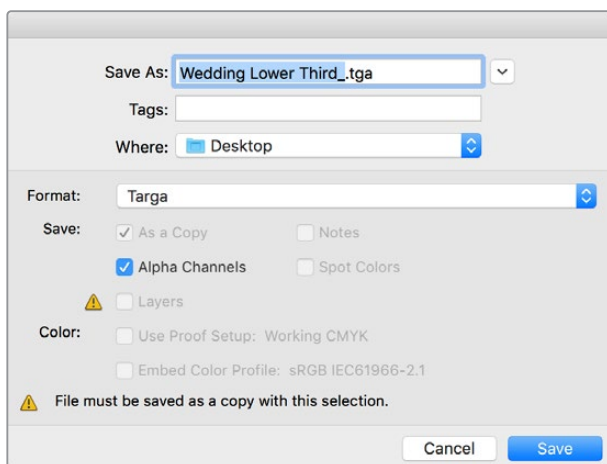 Save As: Wedding Lower Third_.tga
Tags:
Where: Desktop
Format: Targa
Save: As a Copy Notes
Alpha Channels Spot Colors
Layers
Color: Use Proof Setup: Working CMYK
Embed Color Profile: sRGB IEC61966-2.1
File must be saved as a copy with this selection.
Cancel Save